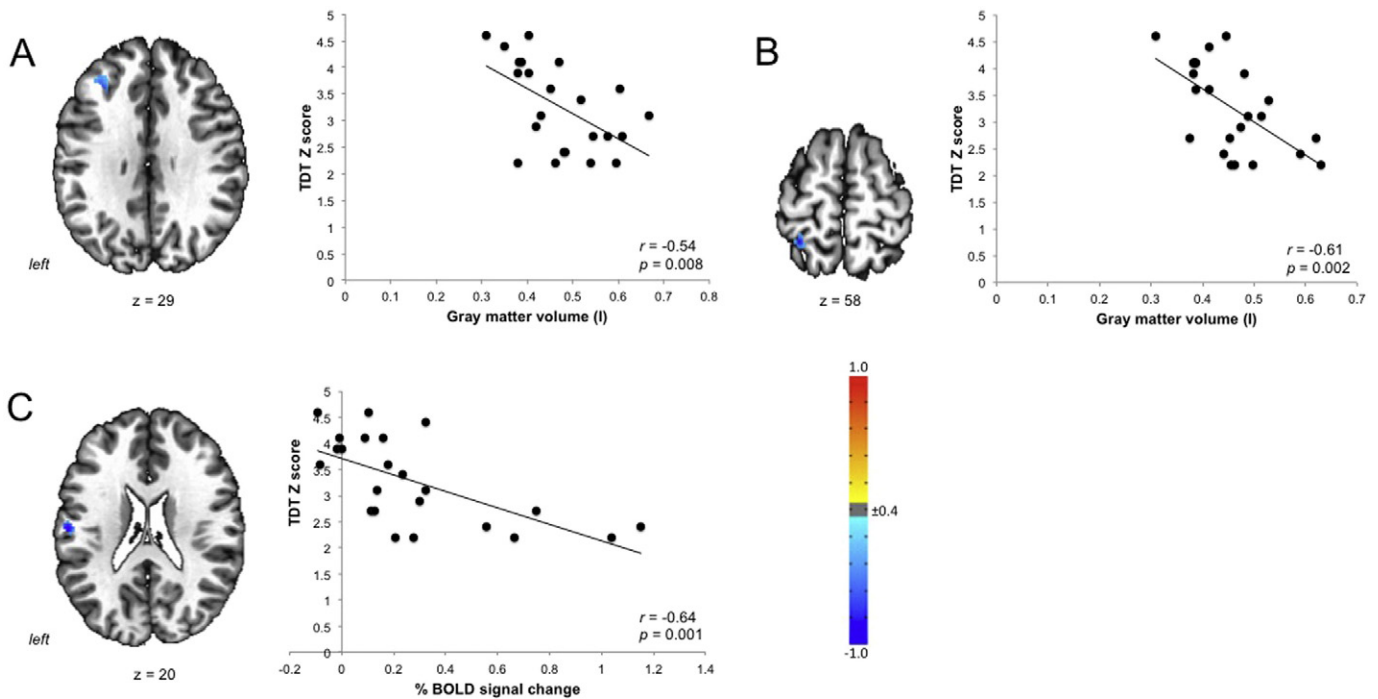 A
left
z = 29
TDT Z score
5
4.5
4
3.5
3
2.5
2
1.5
1
0.5
0
0 0.1 0.2 0.3 0.4 0.5 0.6 0.7 0.8
Gray matter volume (l)
r = -0.54
p = 0.008
B
z = 58
TDT Z score
5
4.5
4
3.5
3
2.5
2
1.5
1
0.5
0
0 0.1 0.2 0.3 0.4 0.5 0.6 0.7
Gray matter volume (l)
r = -0.61
p = 0.002
C
left
z = 20
TDT Z score
5
4.5
4
3.5
3
2.5
2
1.5
1
0.5
0
-0.2 0 0.2 0.4 0.6 0.8 1 1.2 1.4
% BOLD signal change
r = -0.64
p = 0.001
1.0
±0.4
-1.0